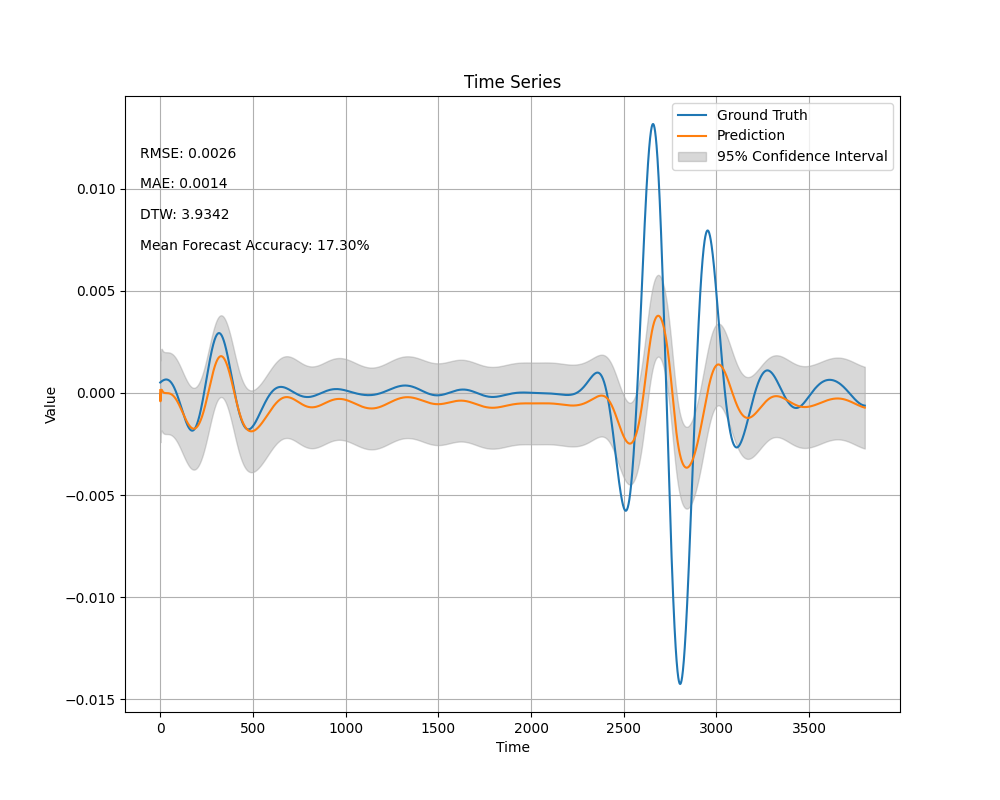 Time Series
Ground Truth
Prediction
95% Confidence Interval
RMSE: 0.0026
MAE: 0.0014
DTW: 3.9342
Mean Forecast Accuracy: 17.30%
Value
0.010
0.005
0.000
−0.005
−0.010
−0.015
0 500 1000 1500 2000 2500 3000 3500
Time